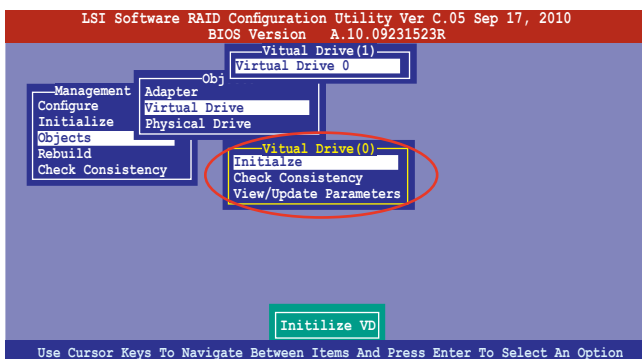 LSI Software RAID Configuration Utility Ver C.05 Sep 17, 2010
BIOS Version A.10.09231523R
Vitual Drive(1)
Virtual Drive 0
Obj
Adapter
Virtual Drive
Physical Drive
Management
Configure
Initialize
Objects
Rebuild
Check Consistency
Vitual Drive(0)
Initialze
Check Consistency
View/Update Parameters
Initilize VD
Use Cursor Keys To Navigate Between Items And Press Enter To Select An Option